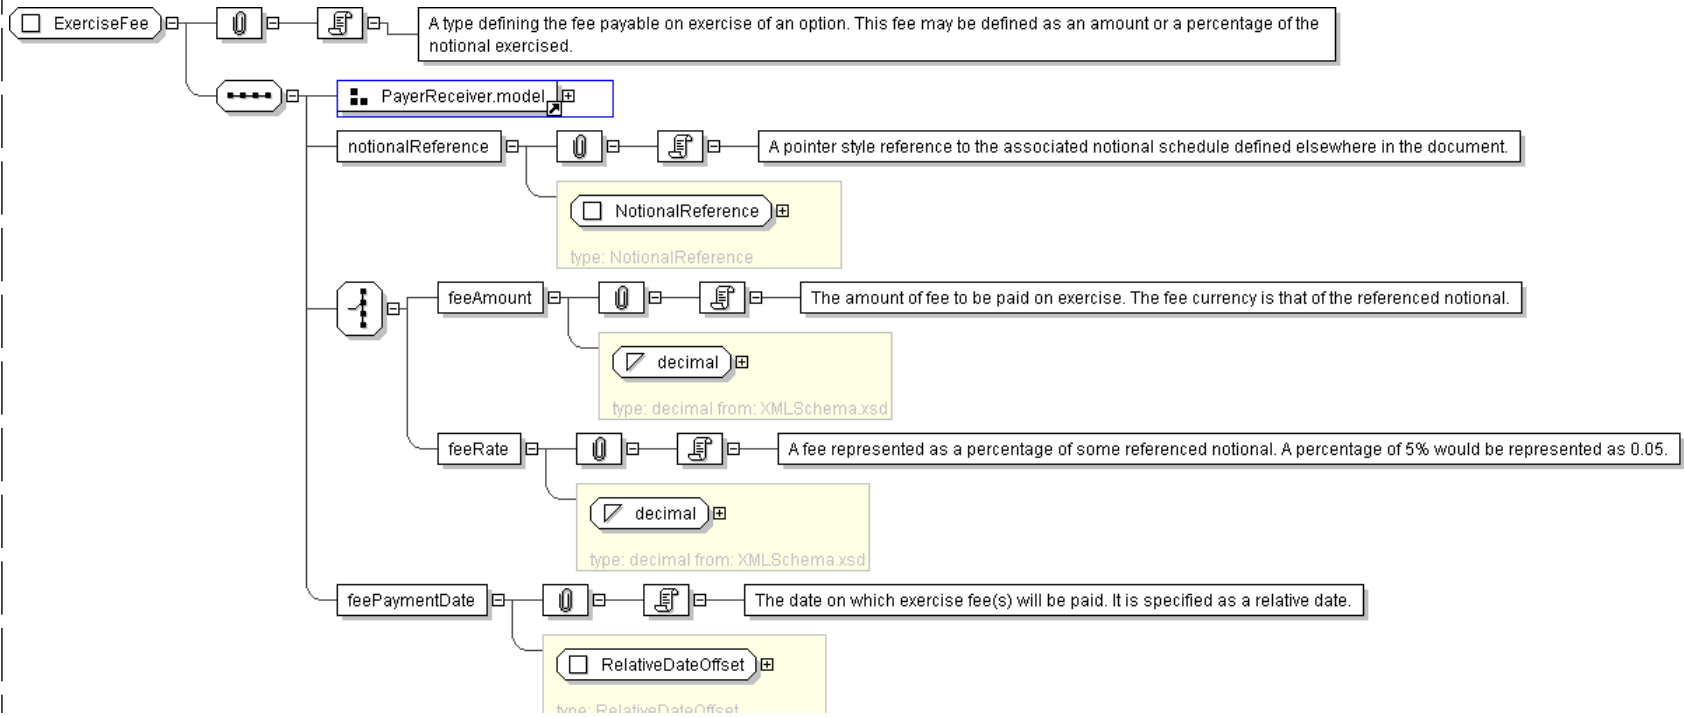 ExerciseFee
A type defining the fee payable on exercise of an option. This fee may be defined as an amount or a percentage of the
notional exercised.
PayerReceiver.model
notionalReference
A pointer style reference to the associated notional schedule defined elsewhere in the document.
NotionalReference
type: NotionalReference
feeAmount
The amount of fee to be paid on exercise. The fee currency is that of the referenced notional.
decimal
type: decimal from: XMLSchema.xsd
feeRate
A fee represented as a percentage of some referenced notional. A percentage of 5% would be represented as 0.05.
decimal
type: decimal from: XMLSchema.xsd
feePaymentDate
The date on which exercise fee(s) will be paid. It is specified as a relative date.
RelativeDateOffset
type: RelativeDateOffset